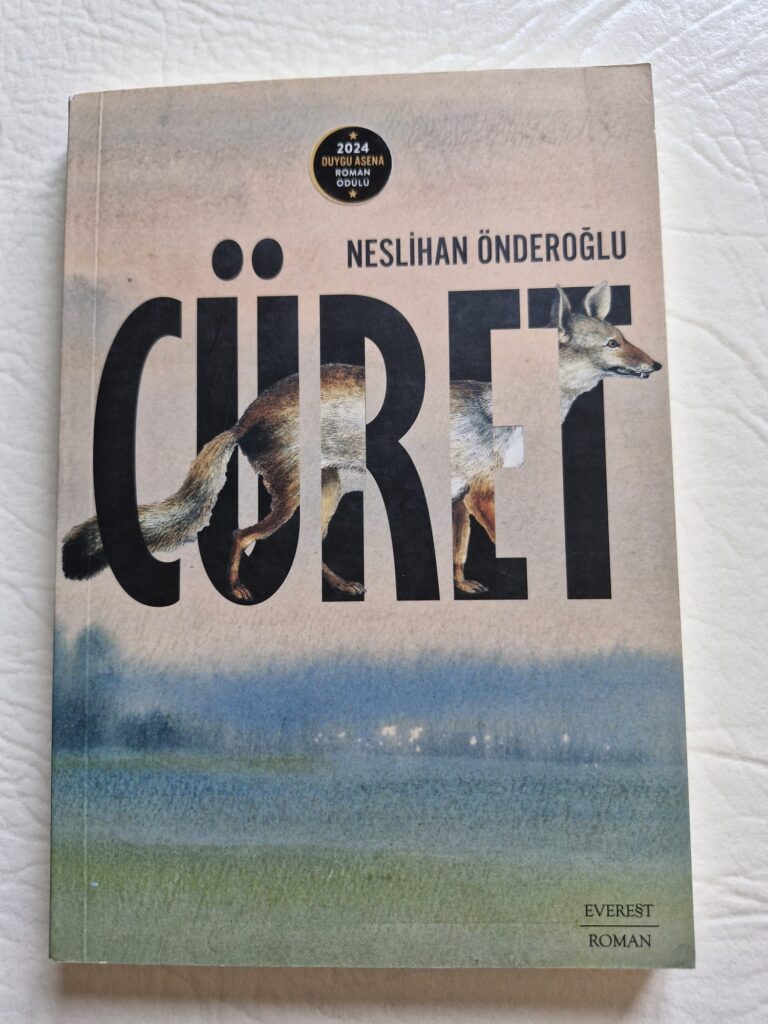 2024
DUYGU ASENA
ROMAN
ÖDÜLÜ
NESLİHAN ÖNDEROĞLU
CÜRET
EVEREST
ROMAN